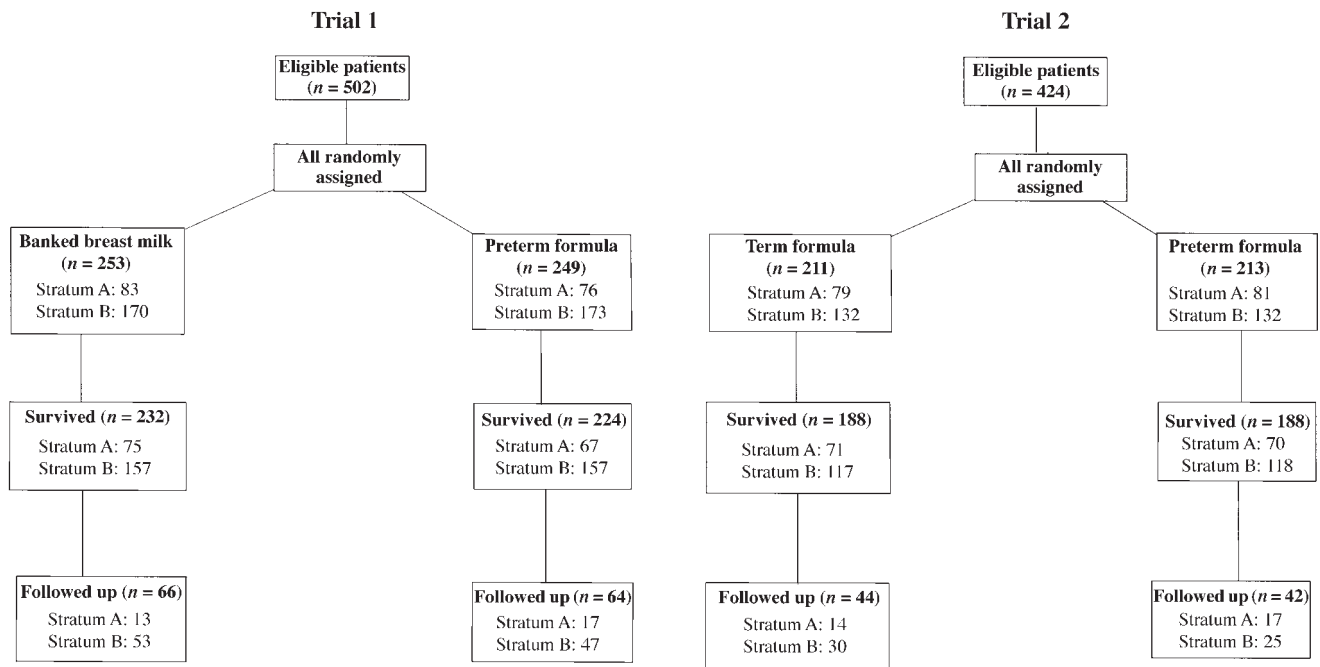 Trial 1
Eligible patients
(n = 502)
All randomly
assigned
Banked breast milk
(n = 253)
Stratum A: 83
Stratum B: 170
Preterm formula
(n = 249)
Stratum A: 76
Stratum B: 173
Survived (n = 232)
Stratum A: 75
Stratum B: 157
Survived (n = 224)
Stratum A: 67
Stratum B: 157
Followed up (n = 66)
Stratum A: 13
Stratum B: 53
Followed up (n = 64)
Stratum A: 17
Stratum B: 47
Trial 2
Eligible patients
(n = 424)
All randomly
assigned
Term formula
(n = 211)
Stratum A: 79
Stratum B: 132
Preterm formula
(n = 213)
Stratum A: 81
Stratum B: 132
Survived (n = 188)
Stratum A: 71
Stratum B: 117
Survived (n = 188)
Stratum A: 70
Stratum B: 118
Followed up (n = 44)
Stratum A: 14
Stratum B: 30
Followed up (n = 42)
Stratum A: 17
Stratum B: 25